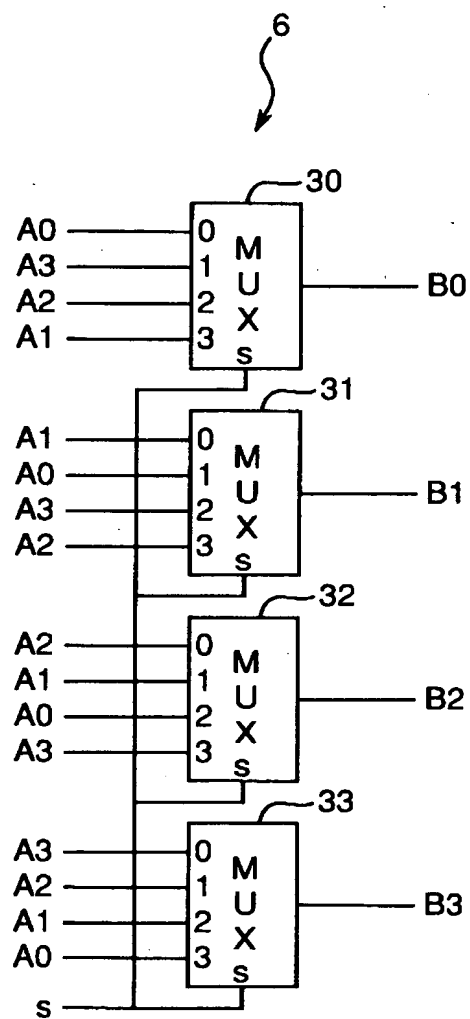 6
30
A0 0 M
A3 1 U B0
A2 2 X
A1 3 s
31
A1 0 M
A0 1 U B1
A3 2 X
A2 3 s
32
A2 0 M
A1 1 U B2
A0 2 X
A3 3 s
33
A3 0 M
A2 1 U B3
A1 2 X
A0 3 s
s